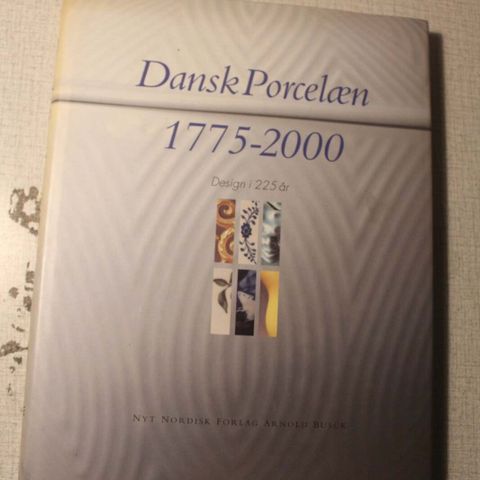 Dansk Porcelæn
1775-2000
Design i 225 år
NYT NORDISK FORLAG ARNOLD BUSCK